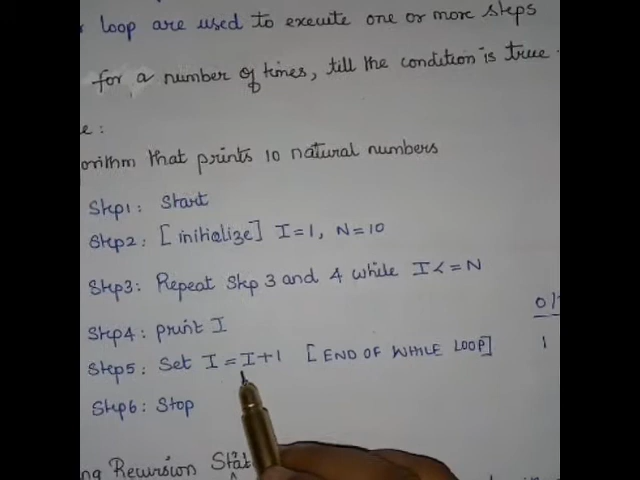 loop are used to execute one or more steps
for a number of times, till the condition is true.
e:
orithm that prints 10 natural numbers
Step1: Start
Step2: [initialize] I=1, N=10
Step3: Repeat Step 3 and 4 while I<=N
Step4: print I
Step5: Set I=I+1 [END OF WHILE LOOP]
1
Step6: Stop
ng Recursion Stat